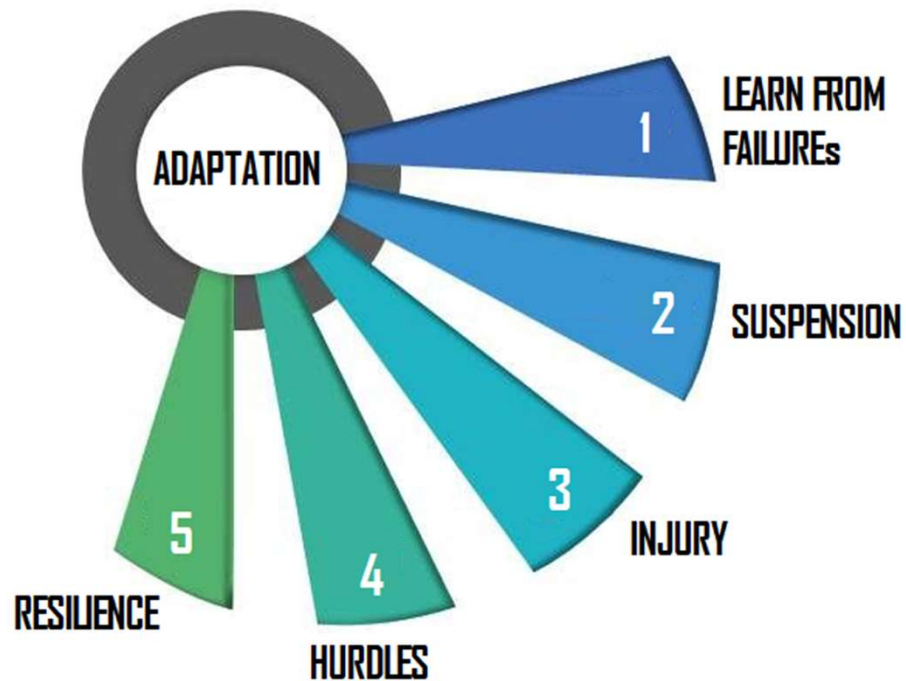 ADAPTATION
1
LEARN FROM
FAILUREs
2
SUSPENSION
3
INJURY
4
HURDLES
5
RESILIENCE